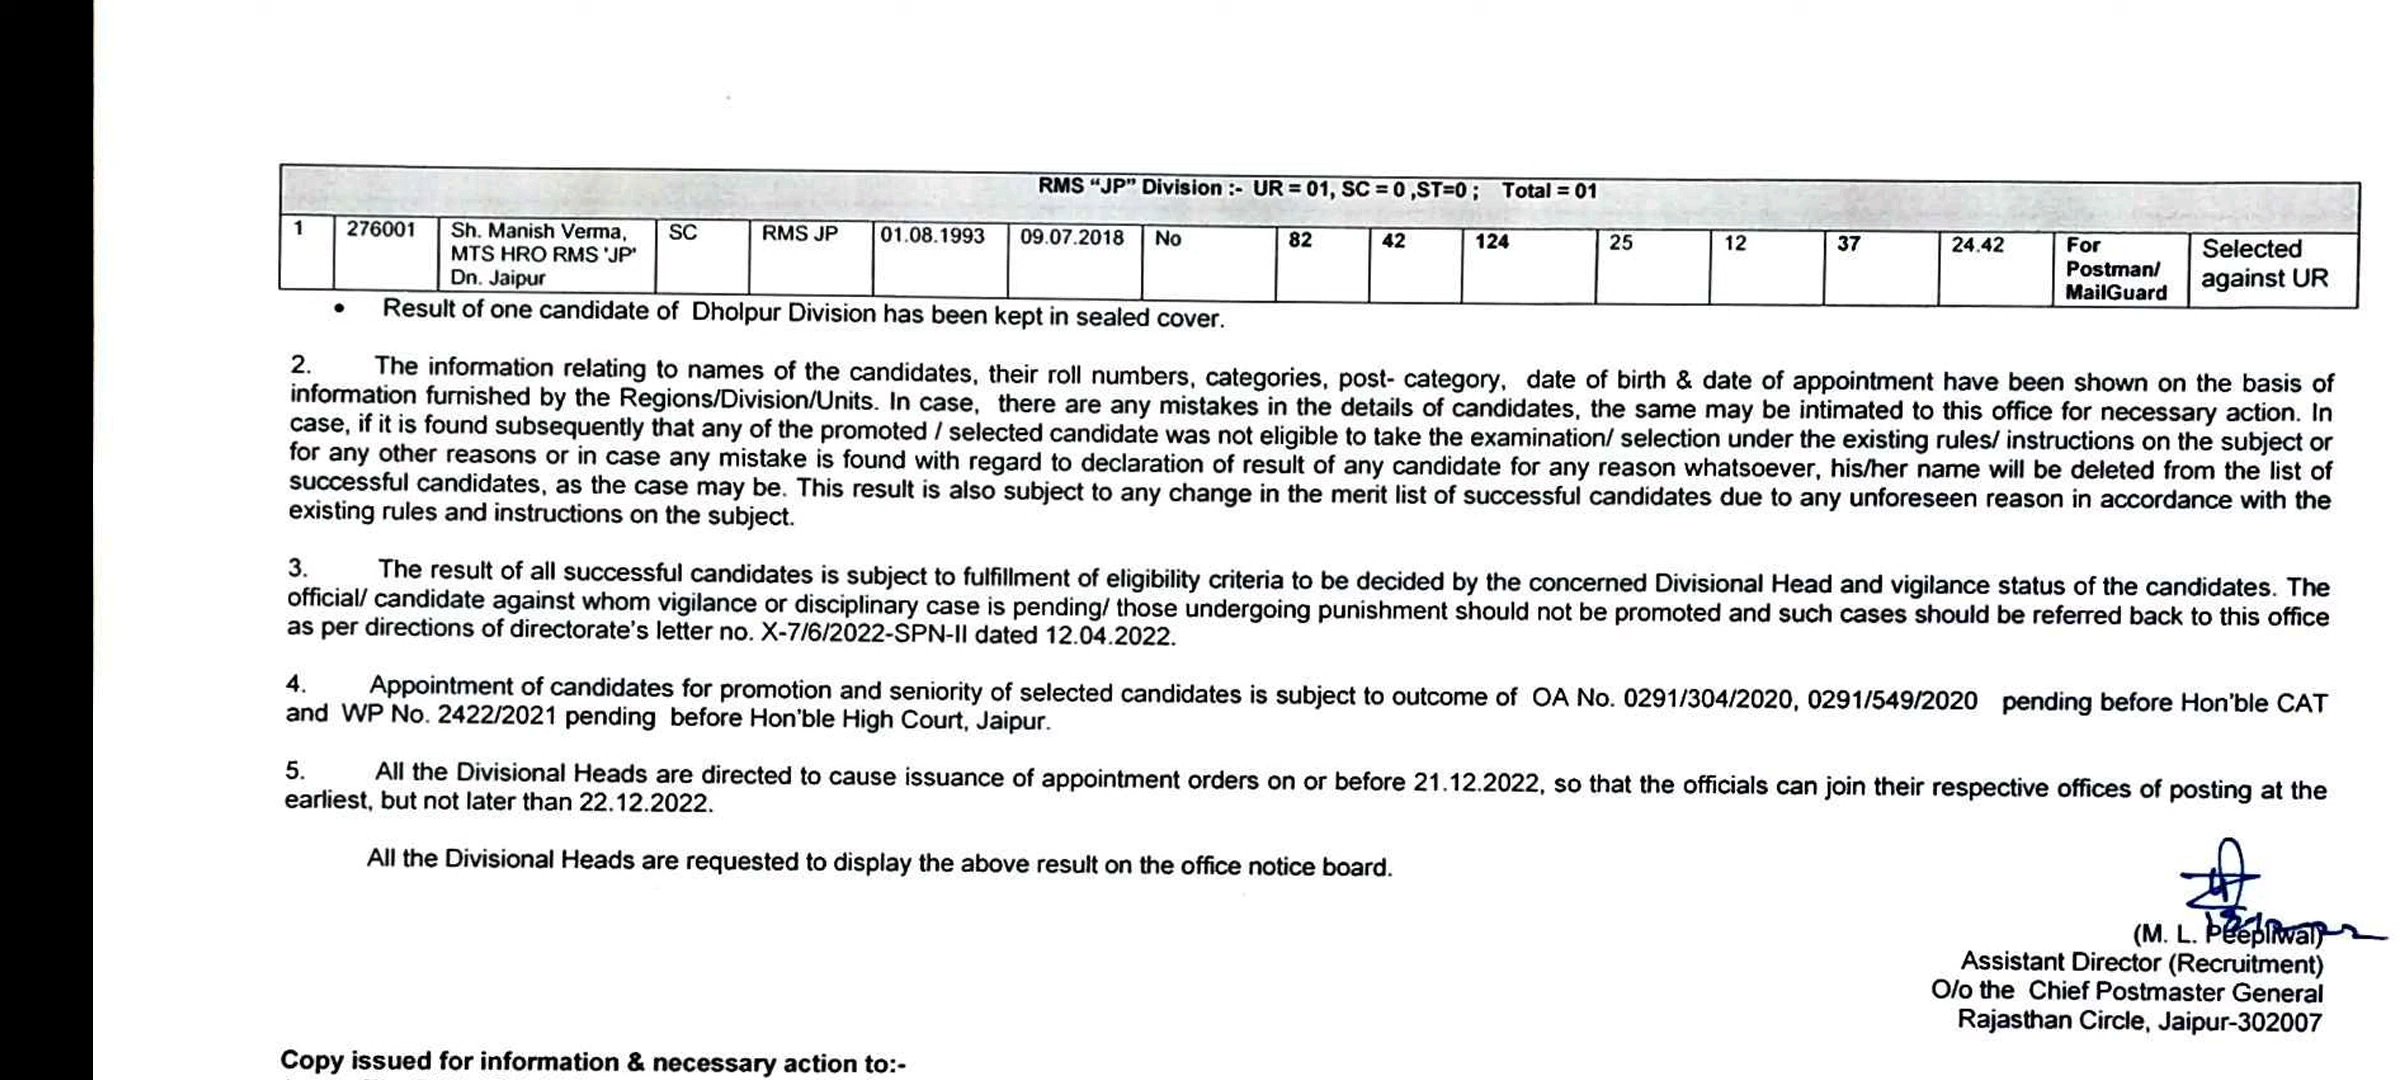 RMS “JP” Division :- UR = 01, SC = 0 ,ST=0 ; Total = 01
1 276001 Sh. Manish Verma, MTS HRO RMS 'JP' Dn. Jaipur SC RMS JP 01.08.1993 09.07.2018 No 82 42 124 25 12 37 24.42 For Postman/ MailGuard Selected against UR
• Result of one candidate of Dholpur Division has been kept in sealed cover.
2. The information relating to names of the candidates, their roll numbers, categories, post- category, date of birth & date of appointment have been shown on the basis of
information furnished by the Regions/Division/Units. In case, there are any mistakes in the details of candidates, the same may be intimated to this office for necessary action. In
case, if it is found subsequently that any of the promoted / selected candidate was not eligible to take the examination/ selection under the existing rules/ instructions on the subject or
for any other reasons or in case any mistake is found with regard to declaration of result of any candidate for any reason whatsoever, his/her name will be deleted from the list of
successful candidates, as the case may be. This result is also subject to any change in the merit list of successful candidates due to any unforeseen reason in accordance with the
existing rules and instructions on the subject.
3. The result of all successful candidates is subject to fulfillment of eligibility criteria to be decided by the concerned Divisional Head and vigilance status of the candidates. The
official/ candidate against whom vigilance or disciplinary case is pending/ those undergoing punishment should not be promoted and such cases should be referred back to this office
as per directions of directorate's letter no. X-7/6/2022-SPN-II dated 12.04.2022.
4. Appointment of candidates for promotion and seniority of selected candidates is subject to outcome of OA No. 0291/304/2020, 0291/549/2020 pending before Hon'ble CAT
and WP No. 2422/2021 pending before Hon'ble High Court, Jaipur.
5. All the Divisional Heads are directed to cause issuance of appointment orders on or before 21.12.2022, so that the officials can join their respective offices of posting at the
earliest, but not later than 22.12.2022.
All the Divisional Heads are requested to display the above result on the office notice board.
(M. L. Peepliwal)
Assistant Director (Recruitment)
O/o the Chief Postmaster General
Rajasthan Circle, Jaipur-302007
Copy issued for information & necessary action to:-